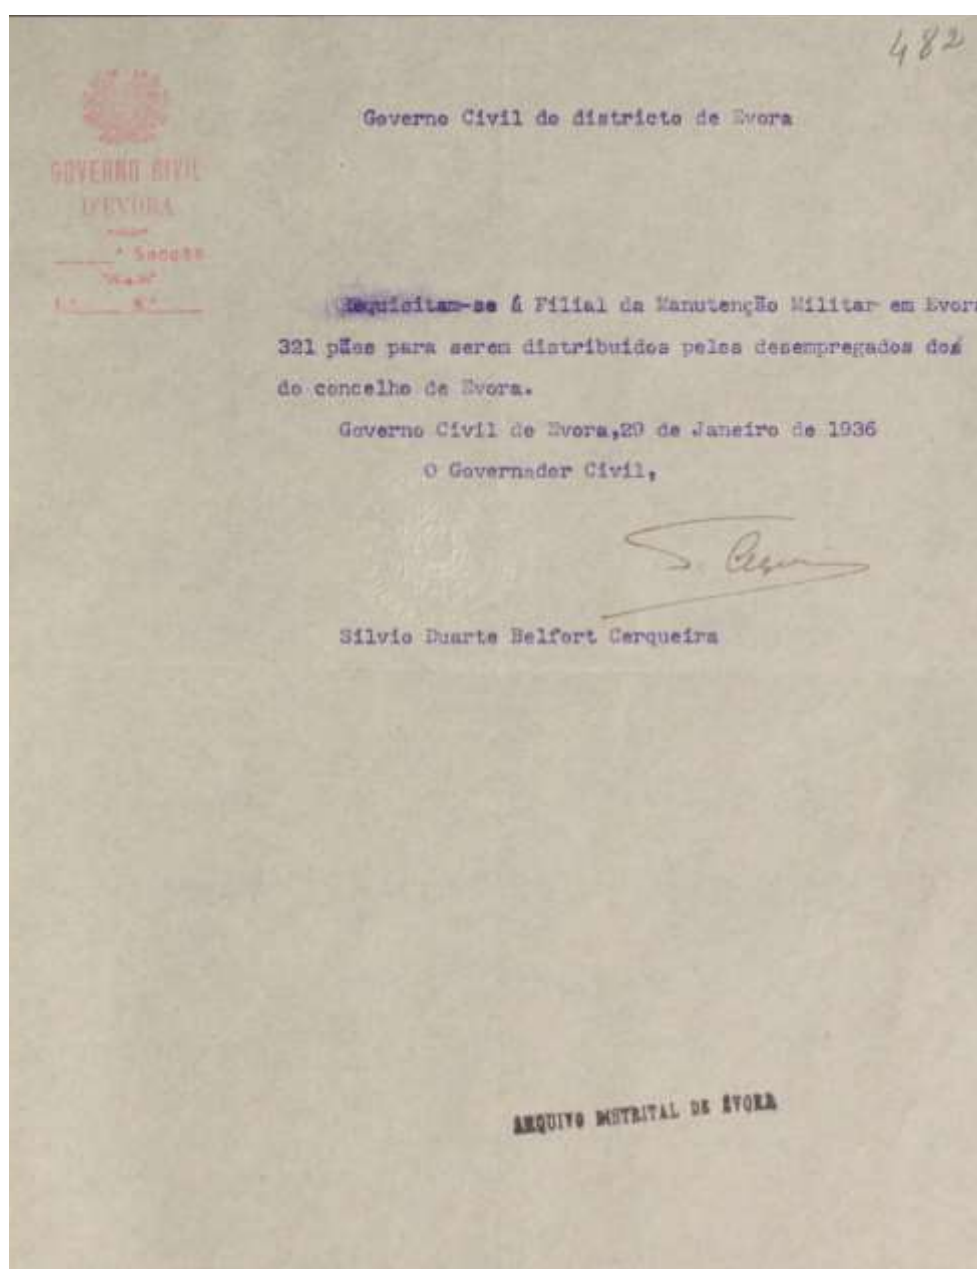 482
GOVERNO CIVIL
D'EVORA
Governo Civil do districto de Evora
Requisitam-se á Filial da Manutenção Militar em Evora
321 pães para serem distribuidos pelos desempregados dos
do concelho de Evora.
Governo Civil de Evora,29 de Janeiro de 1936
O Governador Civil,
S. Cerqueira
Silvio Duarte Belfort Cerqueira
ARQUIVO DISTRITAL DE ÉVORA